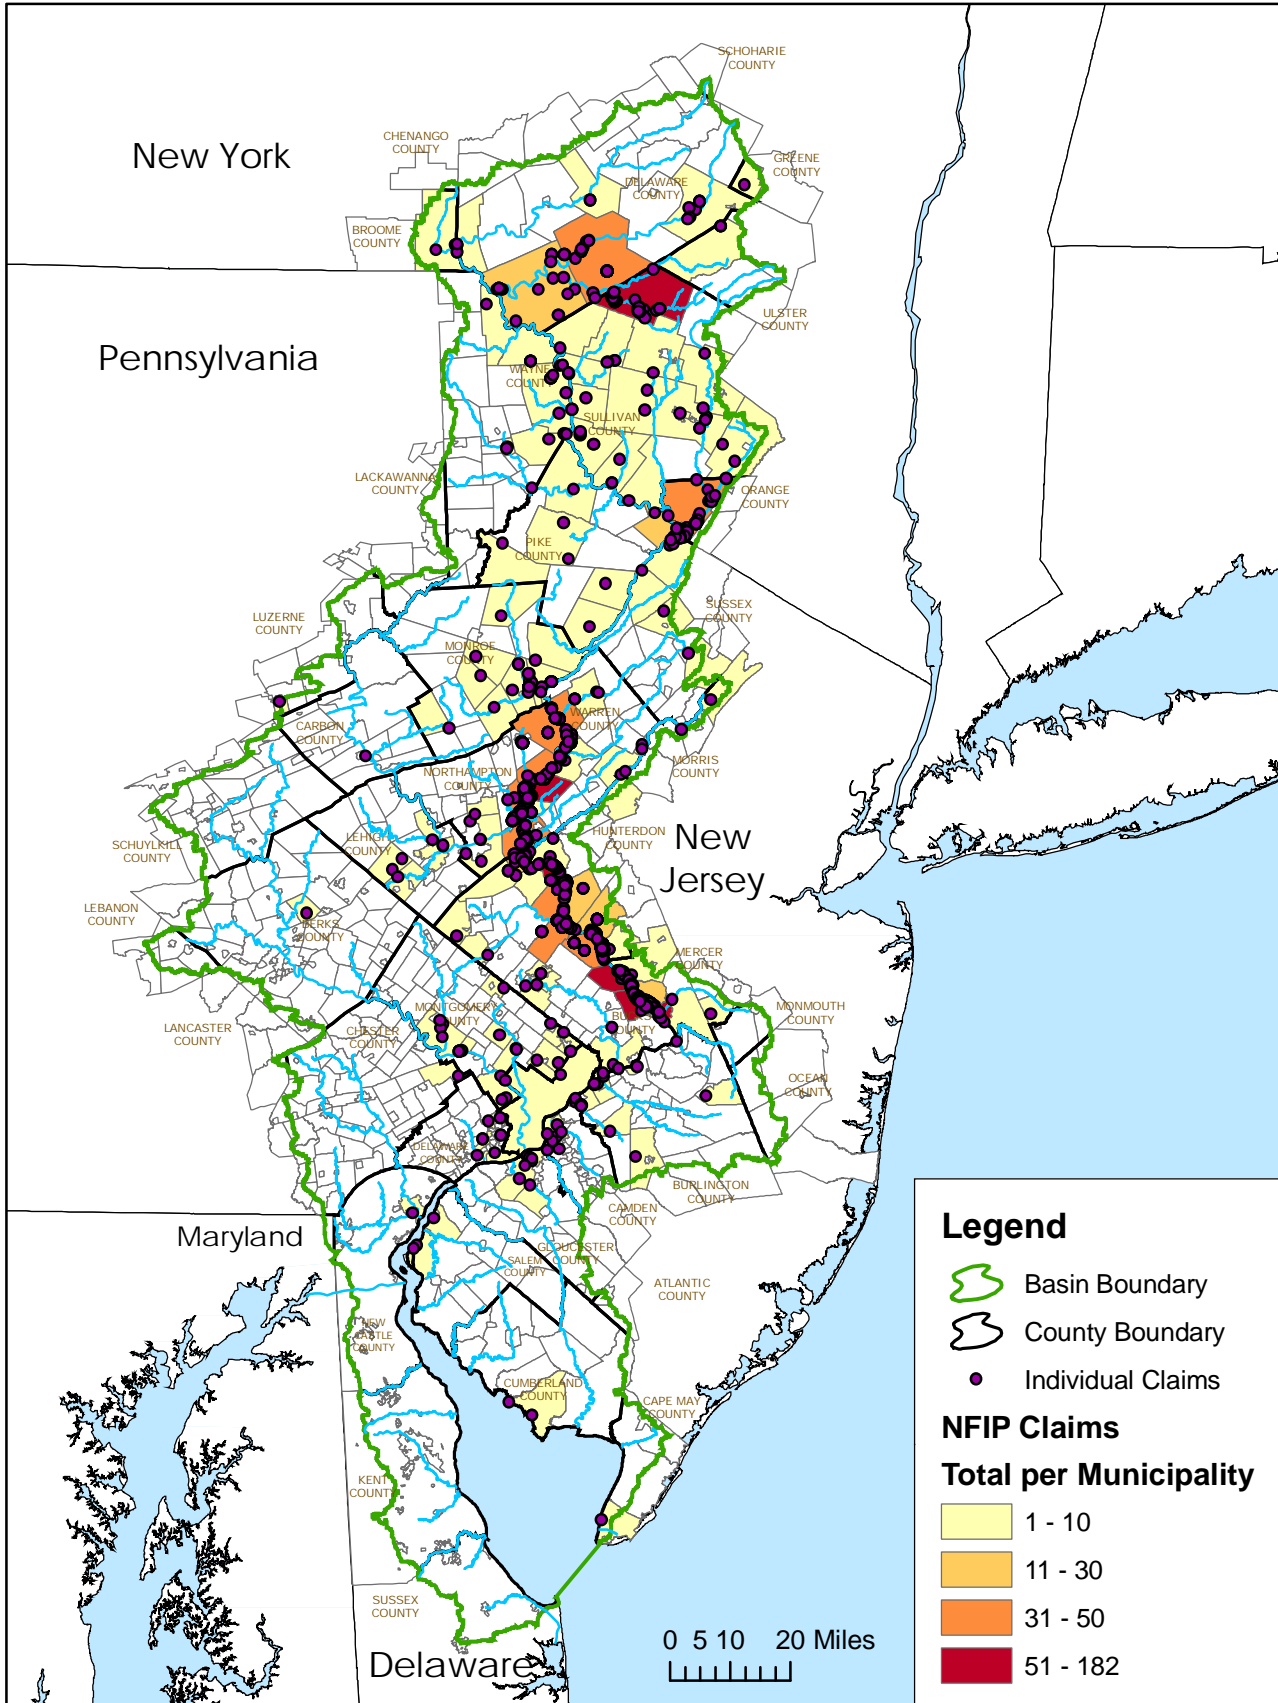 SCHOHARIE
COUNTY
CHENANGO
COUNTY
New York
GREENE
COUNTY
DELAWARE
COUNTY
BROOME
COUNTY
ULSTER
COUNTY
Pennsylvania
WAYNE
COUNTY
SULLIVAN
COUNTY
LACKAWANNA
COUNTY
ORANGE
COUNTY
PIKE
COUNTY
SUSSEX
COUNTY
LUZERNE
COUNTY
MONROE
COUNTY
WARREN
COUNTY
CARBON
COUNTY
MORRIS
COUNTY
NORTHAMPTON
COUNTY
HUNTERDON
COUNTY
New
Jersey
LEHIGH
COUNTY
SCHUYLKILL
COUNTY
LEBANON
COUNTY
BERKS
COUNTY
MERCER
COUNTY
MONTGOMERY
COUNTY
BUCKS
COUNTY
MONMOUTH
COUNTY
LANCASTER
COUNTY
CHESTER
COUNTY
OCEAN
COUNTY
DELAWARE
COUNTY
BURLINGTON
COUNTY
CAMDEN
COUNTY
Maryland
GLOUCESTER
COUNTY
SALEM
COUNTY
ATLANTIC
COUNTY
NEW
CASTLE
COUNTY
CUMBERLAND
COUNTY
CAPE MAY
COUNTY
KENT
COUNTY
SUSSEX
COUNTY
Delaware
0 5 10 20 Miles
Legend
Basin Boundary
County Boundary
Individual Claims
NFIP Claims
Total per Municipality
1 - 10
11 - 30
31 - 50
51 - 182